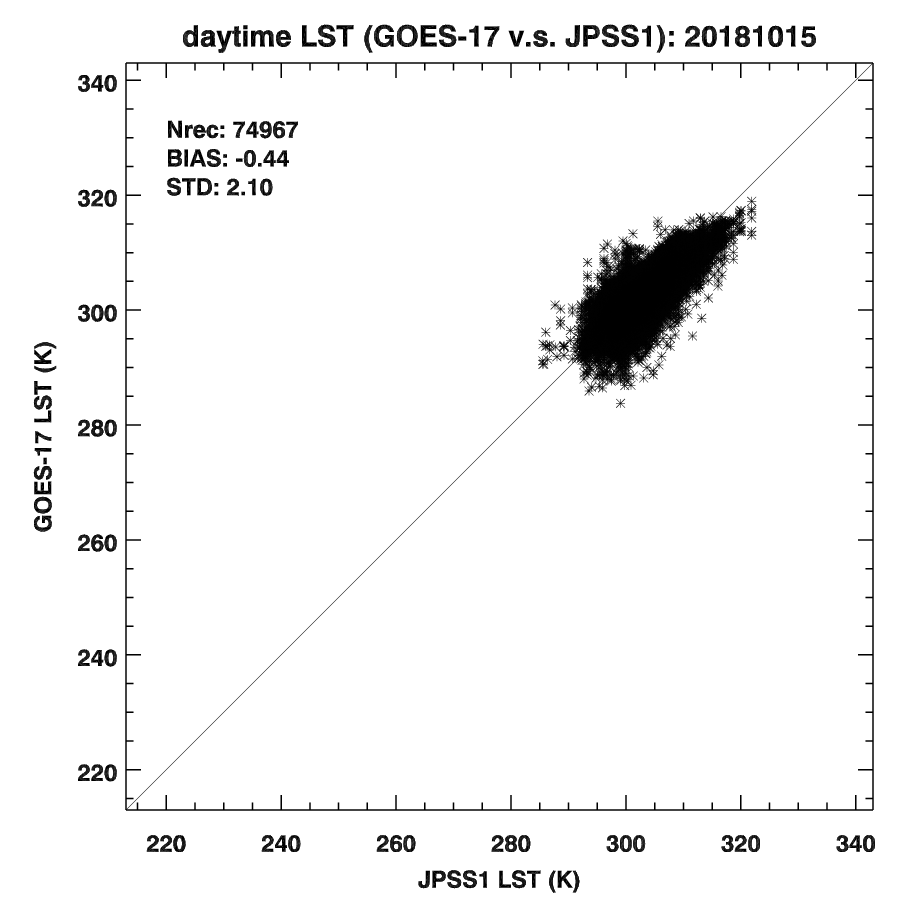 daytime LST (GOES-17 v.s. JPSS1): 20181015
Nrec: 74967
BIAS: -0.44
STD: 2.10
340
320
300
280
260
240
220
GOES-17 LST (K)
220 240 260 280 300 320 340
JPSS1 LST (K)